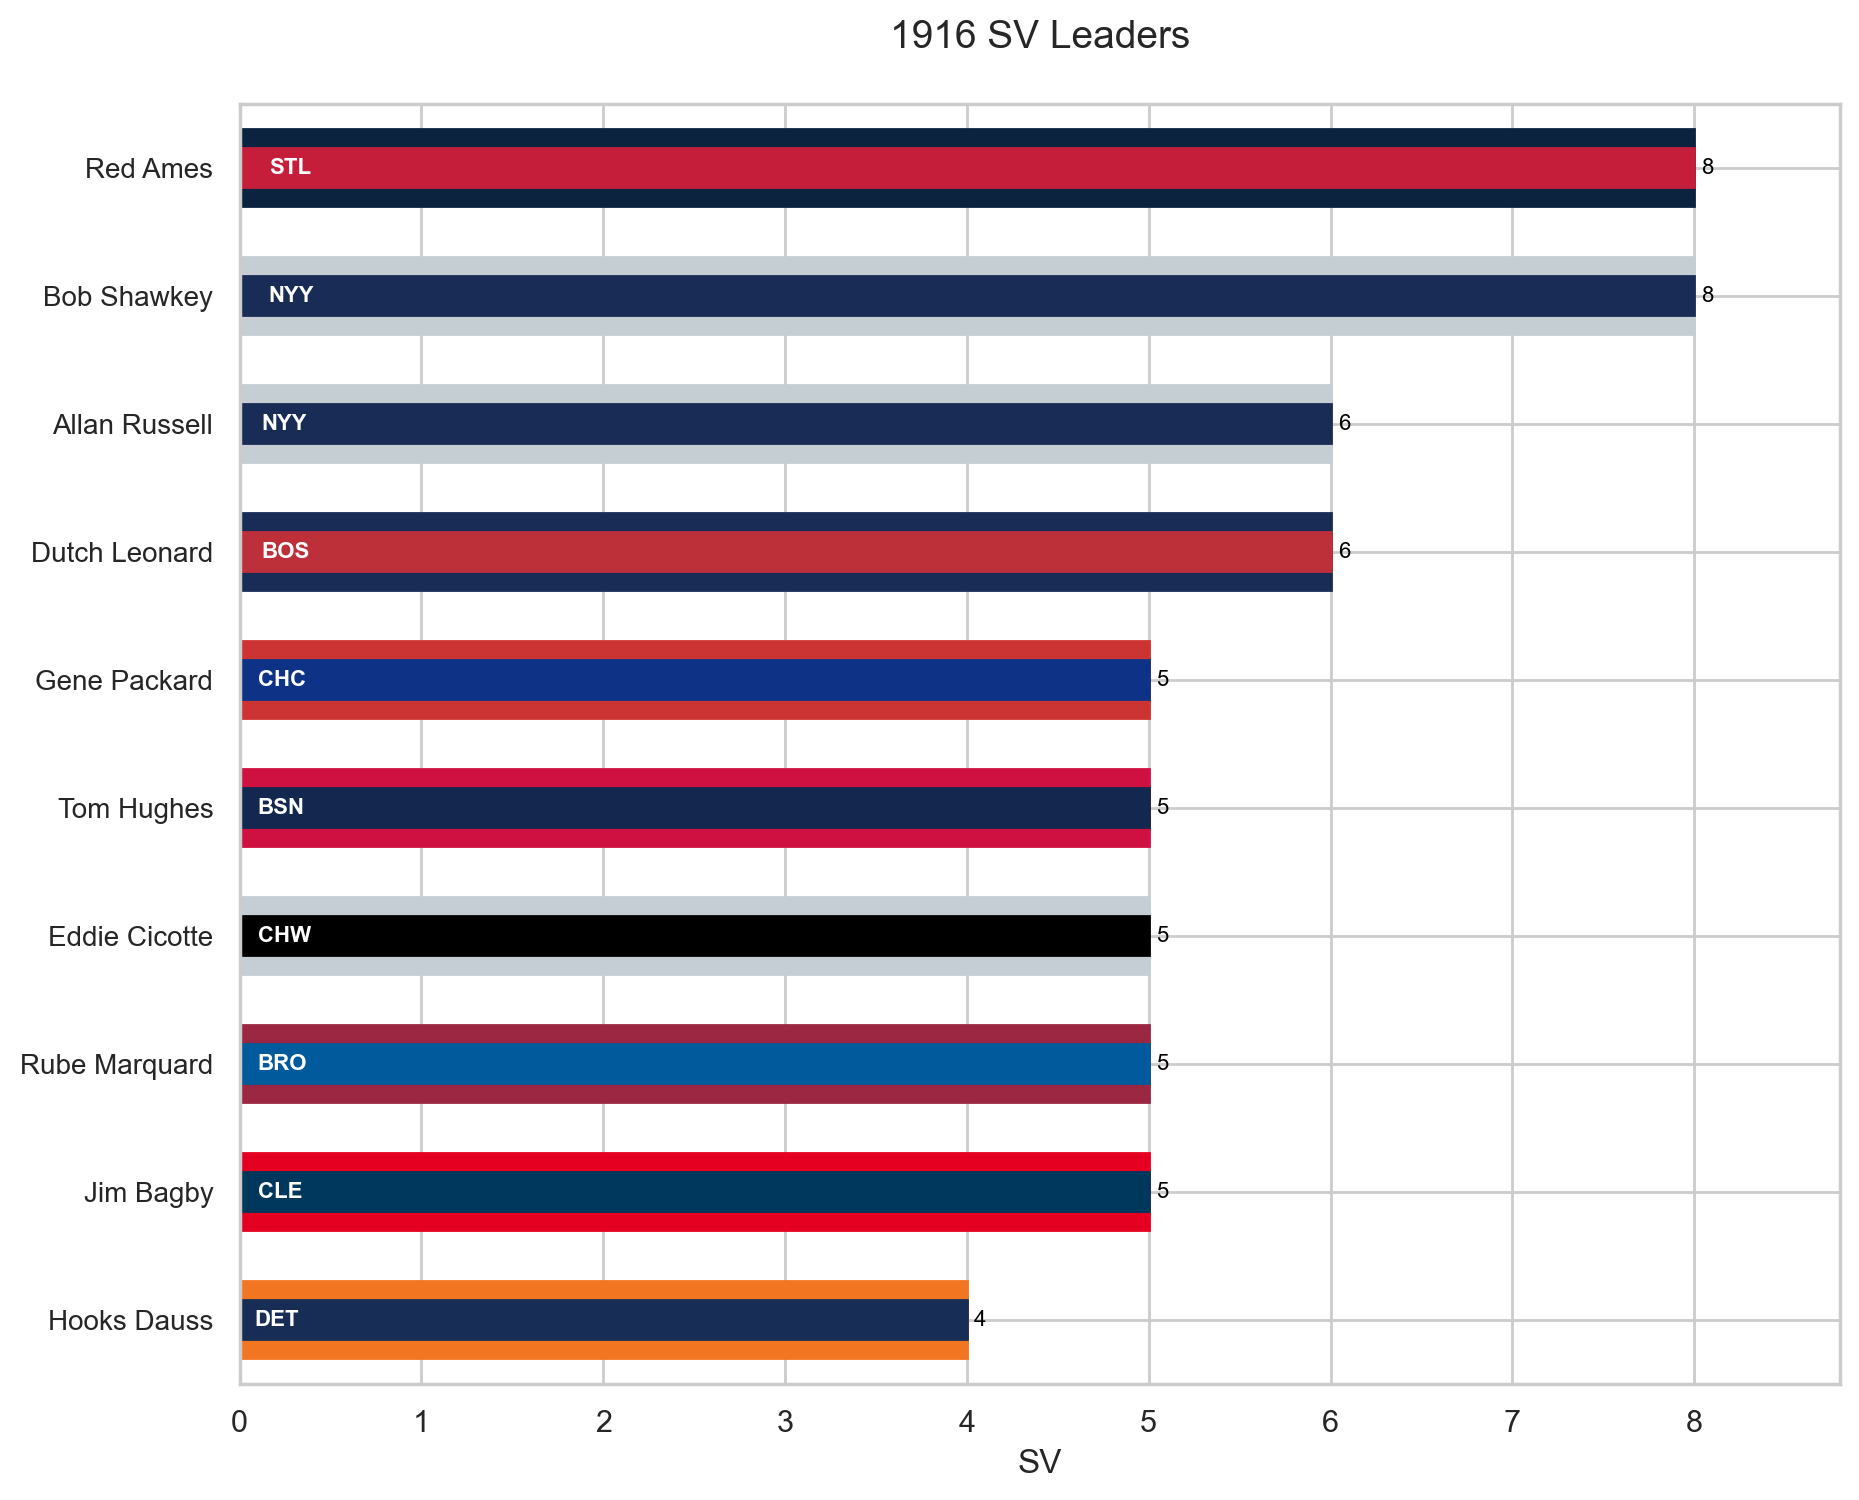 1916 SV Leaders
Red Ames STL 8
Bob Shawkey NYY 8
Allan Russell NYY 6
Dutch Leonard BOS 6
Gene Packard CHC 5
Tom Hughes BSN 5
Eddie Cicotte CHW 5
Rube Marquard BRO 5
Jim Bagby CLE 5
Hooks Dauss DET 4
0 1 2 3 4 5 6 7 8
SV